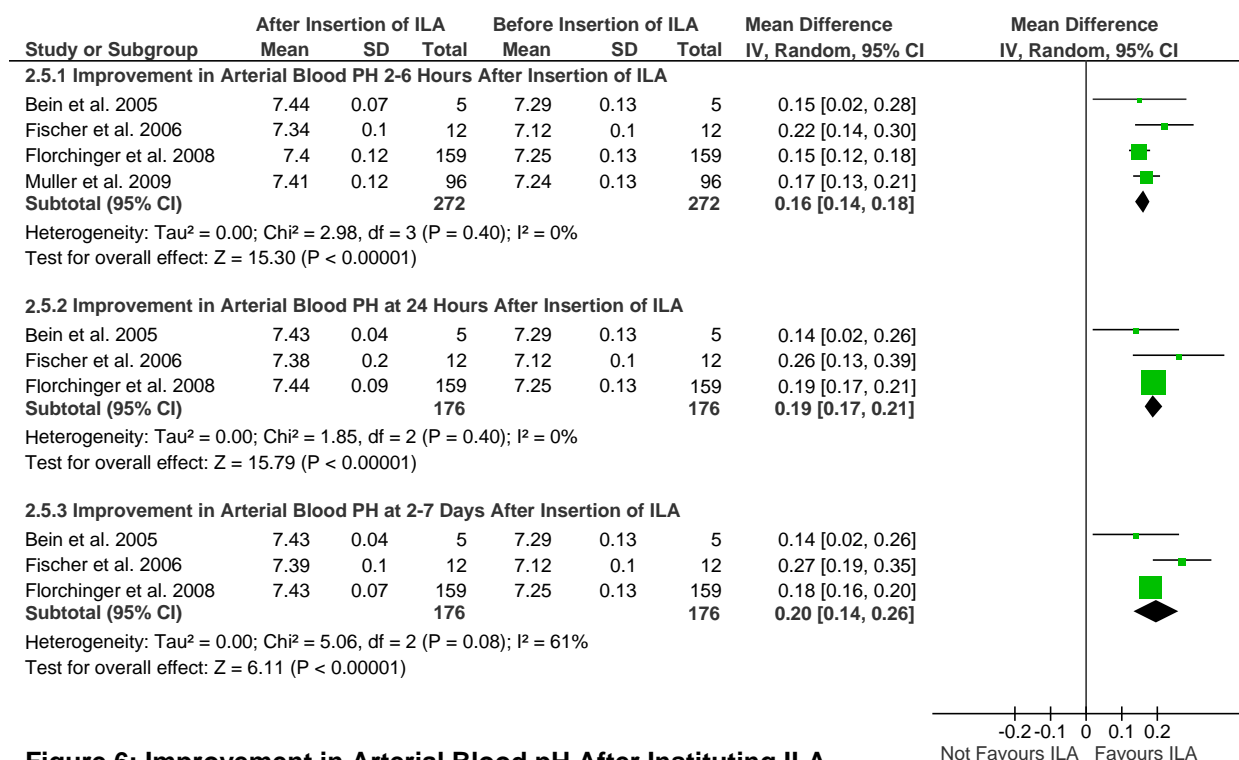 After Insertion of ILA Before Insertion of ILA Mean Difference Mean Difference
Study or Subgroup Mean SD Total Mean SD Total IV, Random, 95% CI IV, Random, 95% CI
2.5.1 Improvement in Arterial Blood PH 2-6 Hours After Insertion of ILA
Bein et al. 2005 7.44 0.07 5 7.29 0.13 5 0.15 [0.02, 0.28]
Fischer et al. 2006 7.34 0.1 12 7.12 0.1 12 0.22 [0.14, 0.30]
Florchinger et al. 2008 7.4 0.12 159 7.25 0.13 159 0.15 [0.12, 0.18]
Muller et al. 2009 7.41 0.12 96 7.24 0.13 96 0.17 [0.13, 0.21]
Subtotal (95% CI) 272 272 0.16 [0.14, 0.18]
Heterogeneity: Tau² = 0.00; Chi² = 2.98, df = 3 (P = 0.40); I² = 0%
Test for overall effect: Z = 15.30 (P < 0.00001)
2.5.2 Improvement in Arterial Blood PH at 24 Hours After Insertion of ILA
Bein et al. 2005 7.43 0.04 5 7.29 0.13 5 0.14 [0.02, 0.26]
Fischer et al. 2006 7.38 0.2 12 7.12 0.1 12 0.26 [0.13, 0.39]
Florchinger et al. 2008 7.44 0.09 159 7.25 0.13 159 0.19 [0.17, 0.21]
Subtotal (95% CI) 176 176 0.19 [0.17, 0.21]
Heterogeneity: Tau² = 0.00; Chi² = 1.85, df = 2 (P = 0.40); I² = 0%
Test for overall effect: Z = 15.79 (P < 0.00001)
2.5.3 Improvement in Arterial Blood PH at 2-7 Days After Insertion of ILA
Bein et al. 2005 7.43 0.04 5 7.29 0.13 5 0.14 [0.02, 0.26]
Fischer et al. 2006 7.39 0.1 12 7.12 0.1 12 0.27 [0.19, 0.35]
Florchinger et al. 2008 7.43 0.07 159 7.25 0.13 159 0.18 [0.16, 0.20]
Subtotal (95% CI) 176 176 0.20 [0.14, 0.26]
Heterogeneity: Tau² = 0.00; Chi² = 5.06, df = 2 (P = 0.08); I² = 61%
Test for overall effect: Z = 6.11 (P < 0.00001)
-0.2 -0.1 0 0.1 0.2
Not Favours ILA Favours ILA
Figure 6: Improvement in Arterial Blood pH After Instituting ILA